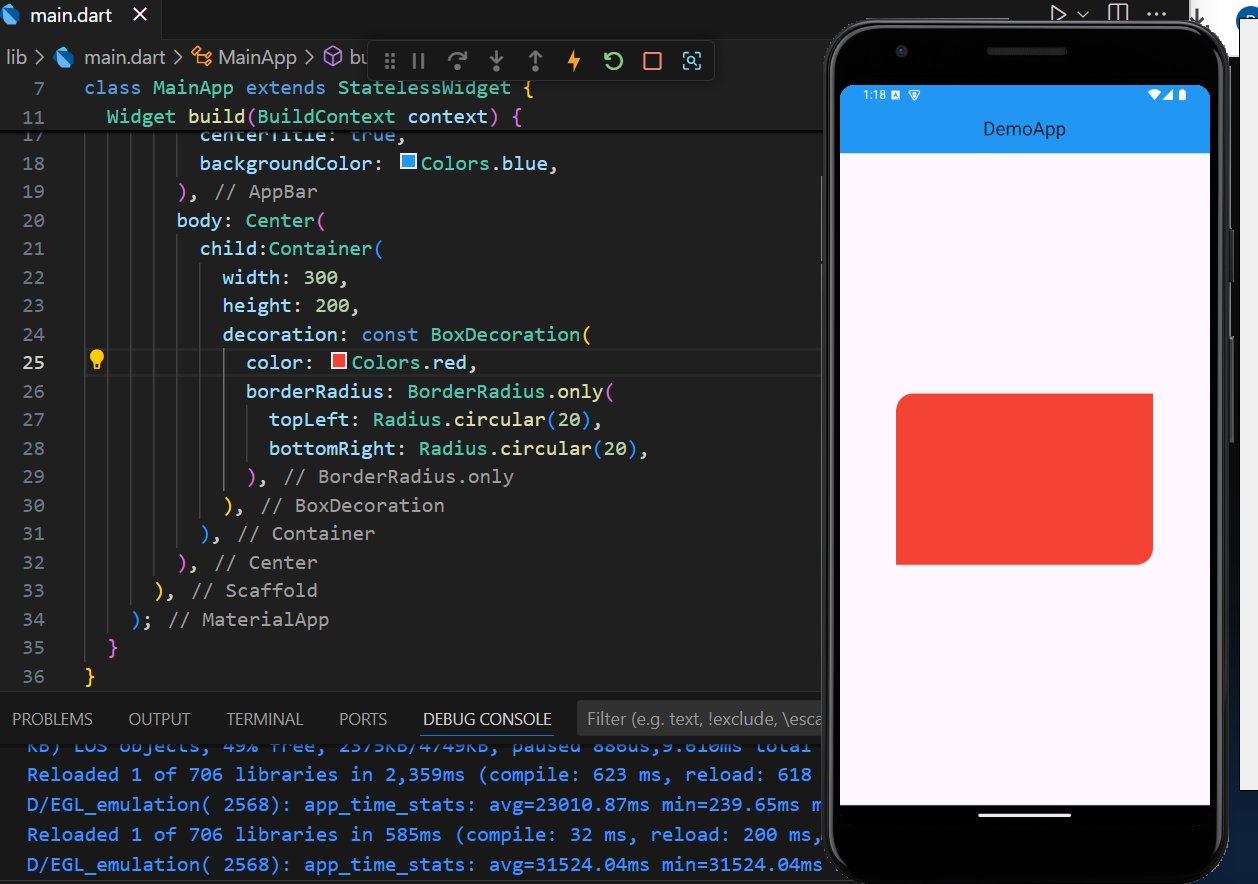 main.dart
lib > main.dart > MainApp > bu
7 class MainApp extends StatelessWidget {
11 Widget build(BuildContext context) {
17 centerTitle: true,
18 backgroundColor: Colors.blue,
19 ), // AppBar
20 body: Center(
21 child:Container(
22 width: 300,
23 height: 200,
24 decoration: const BoxDecoration(
25 color: Colors.red,
26 borderRadius: BorderRadius.only(
27 topLeft: Radius.circular(20),
28 bottomRight: Radius.circular(20),
29 ), // BorderRadius.only
30 ), // BoxDecoration
31 ), // Container
32 ), // Center
33 ), // Scaffold
34 ); // MaterialApp
35 }
36 }
PROBLEMS OUTPUT TERMINAL PORTS DEBUG CONSOLE Filter (e.g. text, !exclude, \esca
KB) LOS objects, 49% free, 2375KB/4749KB, paused 886us,9.610ms total
Reloaded 1 of 706 libraries in 2,359ms (compile: 623 ms, reload: 618
D/EGL_emulation( 2568): app_time_stats: avg=23010.87ms min=239.65ms m
Reloaded 1 of 706 libraries in 585ms (compile: 32 ms, reload: 200 ms,
D/EGL_emulation( 2568): app_time_stats: avg=31524.04ms min=31524.04ms
1:18
DemoApp